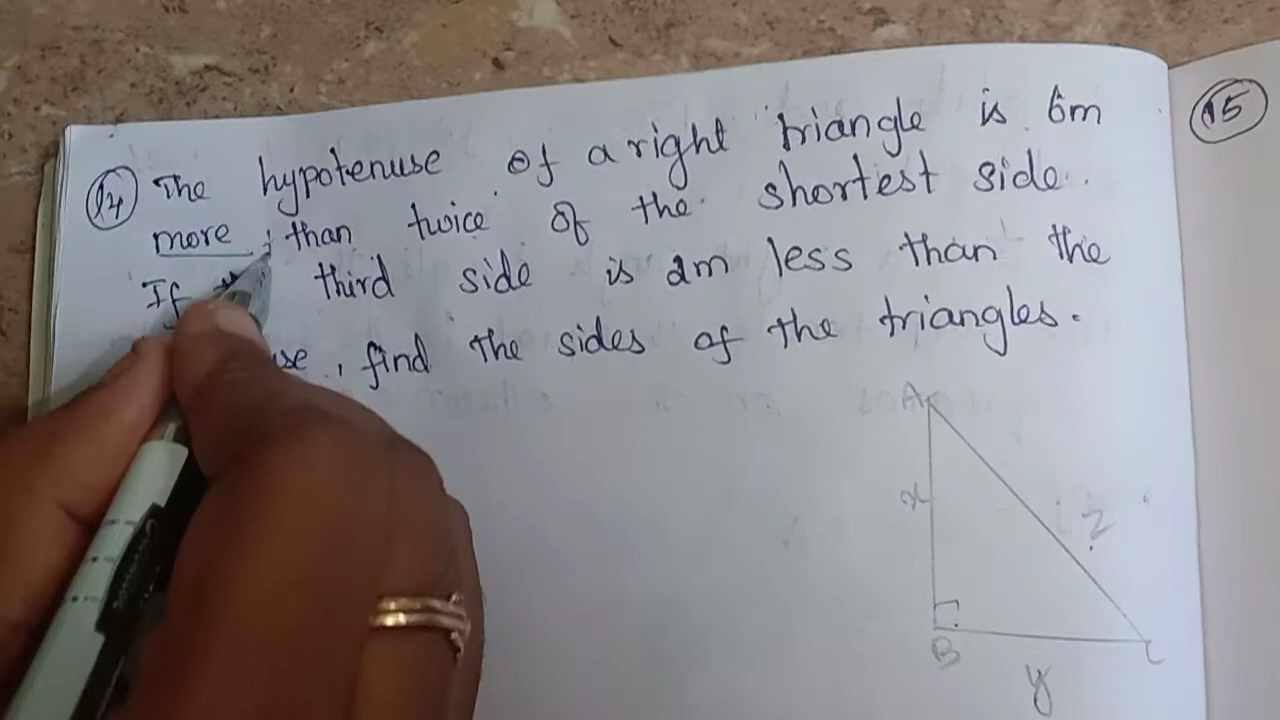 14 The hypotenuse of a right triangle is 6m
more than twice of the shortest side.
If third side is 2m less than the
use, find the sides of the triangles.
15
A
x
z
B
y
C